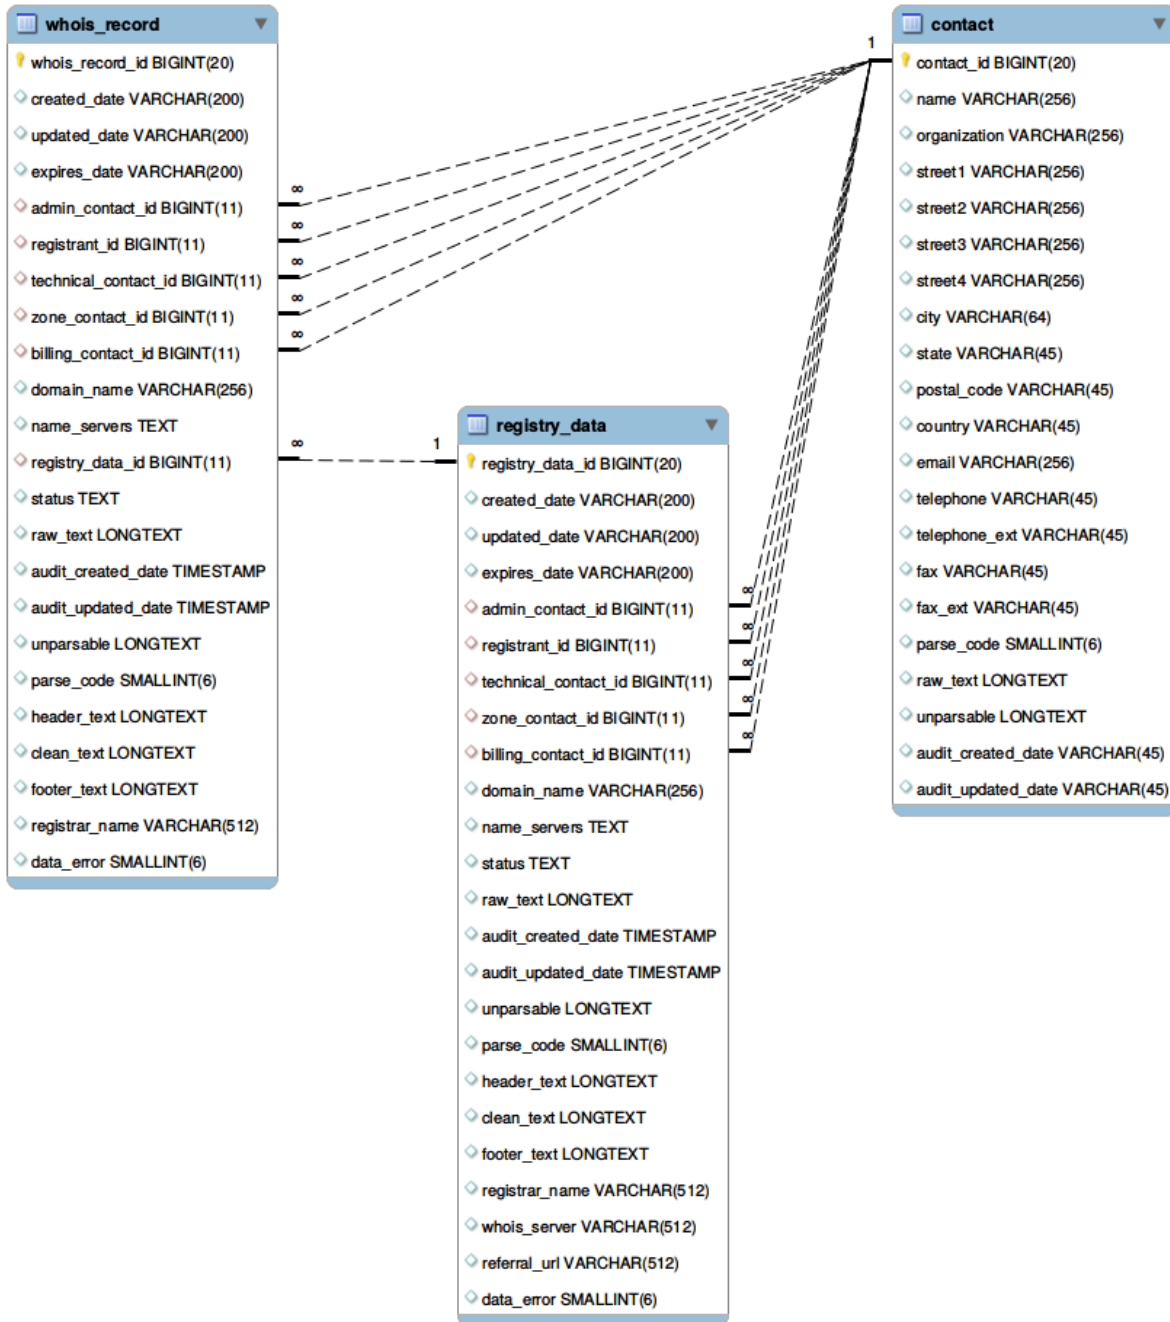 whois_record
whois_record_id BIGINT(20)
created_date VARCHAR(200)
updated_date VARCHAR(200)
expires_date VARCHAR(200)
admin_contact_id BIGINT(11)
registrant_id BIGINT(11)
technical_contact_id BIGINT(11)
zone_contact_id BIGINT(11)
billing_contact_id BIGINT(11)
domain_name VARCHAR(256)
name_servers TEXT
registry_data_id BIGINT(11)
status TEXT
raw_text LONGTEXT
audit_created_date TIMESTAMP
audit_updated_date TIMESTAMP
unparsable LONGTEXT
parse_code SMALLINT(6)
header_text LONGTEXT
clean_text LONGTEXT
footer_text LONGTEXT
registrar_name VARCHAR(512)
data_error SMALLINT(6)
∞
∞
∞
∞
∞
∞
1
1
registry_data
registry_data_id BIGINT(20)
created_date VARCHAR(200)
updated_date VARCHAR(200)
expires_date VARCHAR(200)
admin_contact_id BIGINT(11)
registrant_id BIGINT(11)
technical_contact_id BIGINT(11)
zone_contact_id BIGINT(11)
billing_contact_id BIGINT(11)
domain_name VARCHAR(256)
name_servers TEXT
status TEXT
raw_text LONGTEXT
audit_created_date TIMESTAMP
audit_updated_date TIMESTAMP
unparsable LONGTEXT
parse_code SMALLINT(6)
header_text LONGTEXT
clean_text LONGTEXT
footer_text LONGTEXT
registrar_name VARCHAR(512)
whois_server VARCHAR(512)
referral_url VARCHAR(512)
data_error SMALLINT(6)
∞
∞
∞
∞
∞
contact
contact_id BIGINT(20)
name VARCHAR(256)
organization VARCHAR(256)
street1 VARCHAR(256)
street2 VARCHAR(256)
street3 VARCHAR(256)
street4 VARCHAR(256)
city VARCHAR(64)
state VARCHAR(45)
postal_code VARCHAR(45)
country VARCHAR(45)
email VARCHAR(256)
telephone VARCHAR(45)
telephone_ext VARCHAR(45)
fax VARCHAR(45)
fax_ext VARCHAR(45)
parse_code SMALLINT(6)
raw_text LONGTEXT
unparsable LONGTEXT
audit_created_date VARCHAR(45)
audit_updated_date VARCHAR(45)